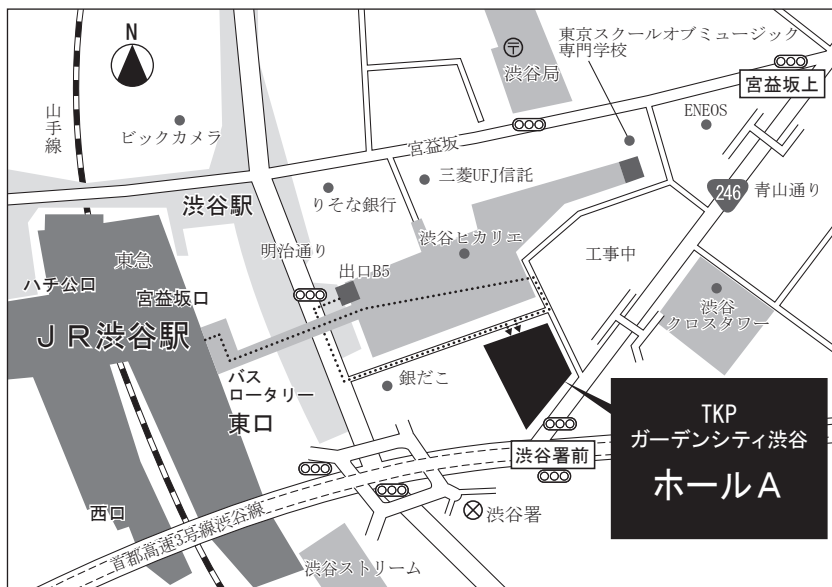 N
山手線
ビックカメラ
〒
渋谷局
東京スクールオブミュージック
専門学校
宮益坂上
宮益坂
ENEOS
三菱UFJ信託
246
青山通り
りそな銀行
渋谷駅
明治通り
渋谷ヒカリエ
工事中
東急
出口B5
ハチ公口
宮益坂口
渋谷
クロスタワー
JR渋谷駅
バス
ロータリー
銀だこ
東口
TKP
ガーデンシティ渋谷
ホールA
渋谷署前
西口
渋谷署
首都高速3号線渋谷線
渋谷ストリーム